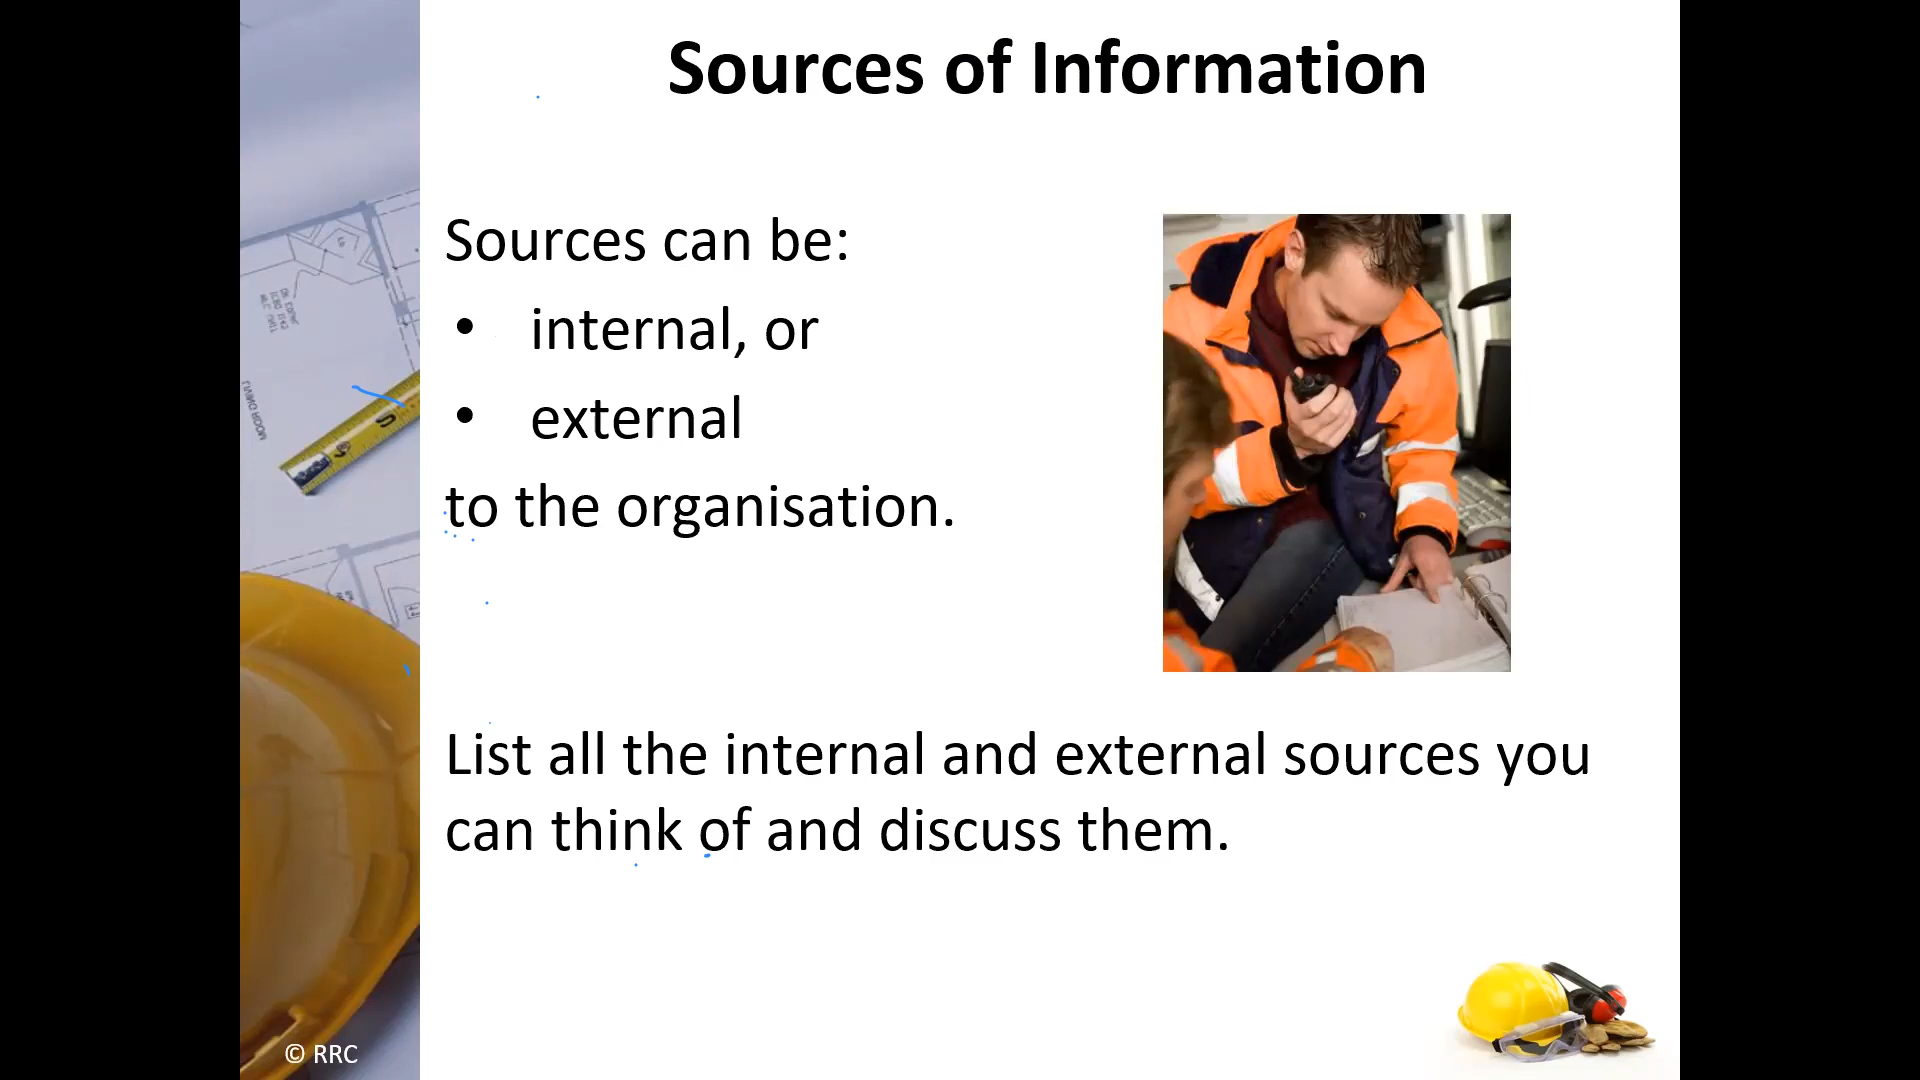 Sources of Information
Sources can be:
• internal, or
• external
to the organisation.
List all the internal and external sources you
can think of and discuss them.
© RRC